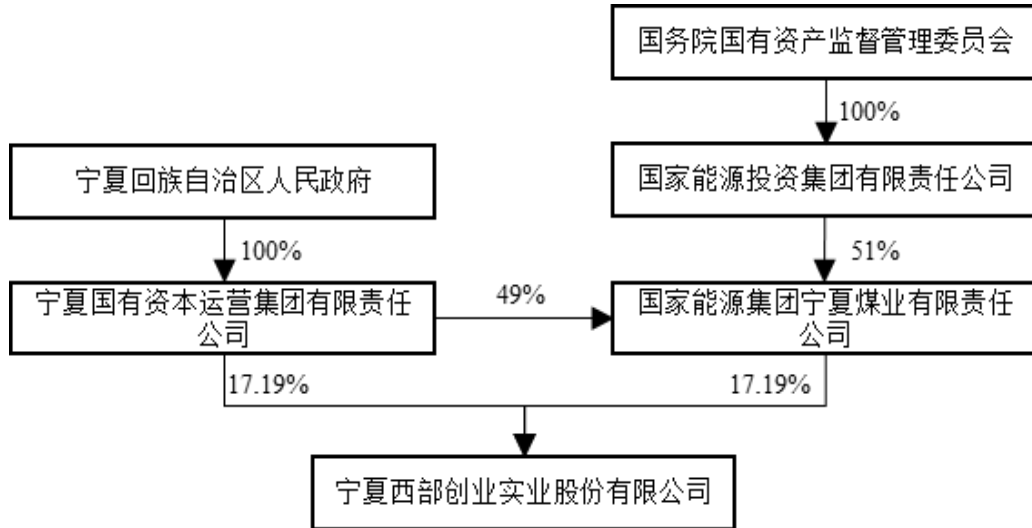 国务院国有资产监督管理委员会
100%
宁夏回族自治区人民政府
国家能源投资集团有限责任公司
100%
51%
宁夏国有资本运营集团有限责任
公司
49%
国家能源集团宁夏煤业有限责任
公司
17.19%
17.19%
宁夏西部创业实业股份有限公司